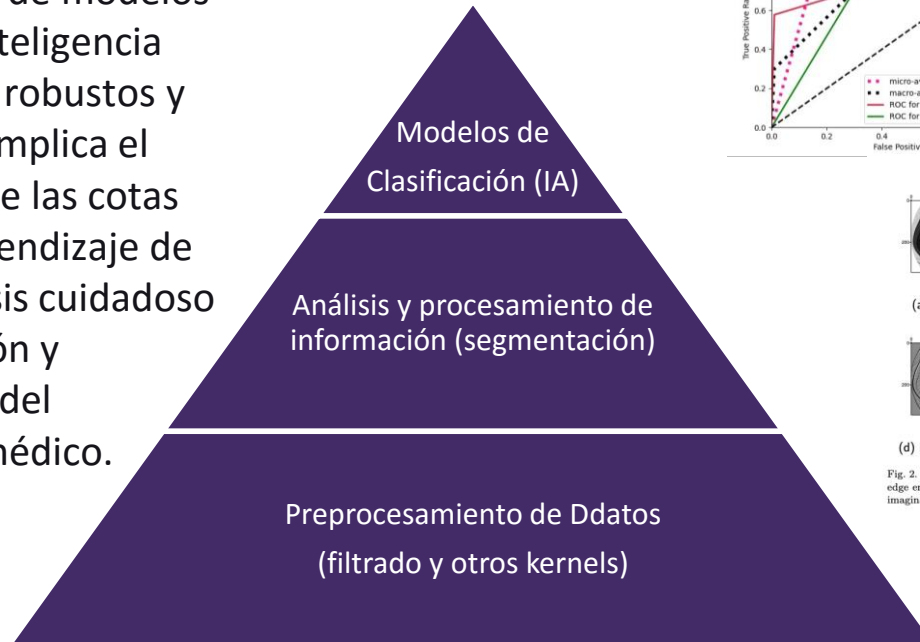 de modelos
robustos y
mplica el
e las cotas
endizaje de
sis cuidadoso
ón y
del
médico.
Modelos de
Clasificación (IA)
Análisis y procesamiento de
información (segmentación)
Preprocesamiento de Ddatos
(filtrado y otros kernels)
True Positive Ra
0.6
0.4
0.2
0.0
0.0 0.2
False Positiv
micro-av
macro-a
ROC for
ROC for
(a
(d)
Fig. 2.
edge en
imagin